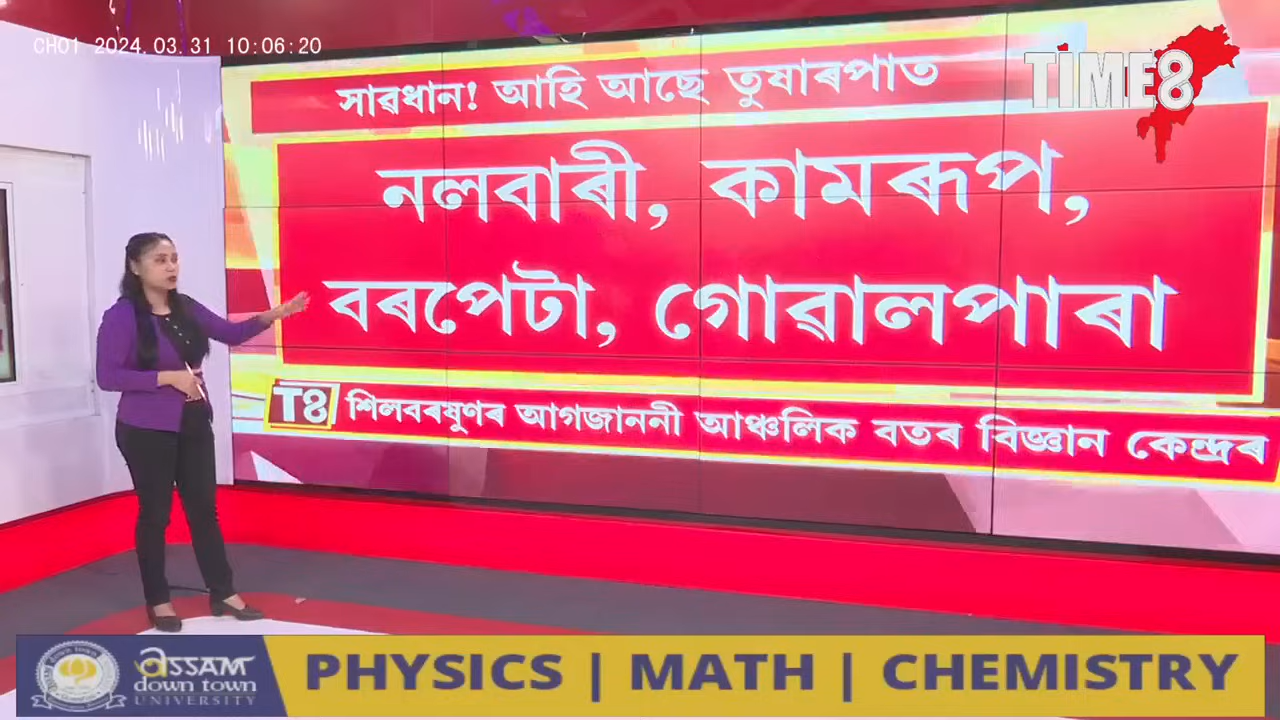 CH01 2024.03.31 10:06:20
TIME8
সাৱধান! আহি আছে তুষাৰপাত
নলবাৰী, কামৰূপ,
বৰপেটা, গোৱালপাৰা
T8 শিলবৰষুণৰ আগজাননী আঞ্চলিক বতৰ বিজ্ঞান কেন্দ্ৰৰ
assam down town UNIVERSITY
PHYSICS | MATH | CHEMISTRY